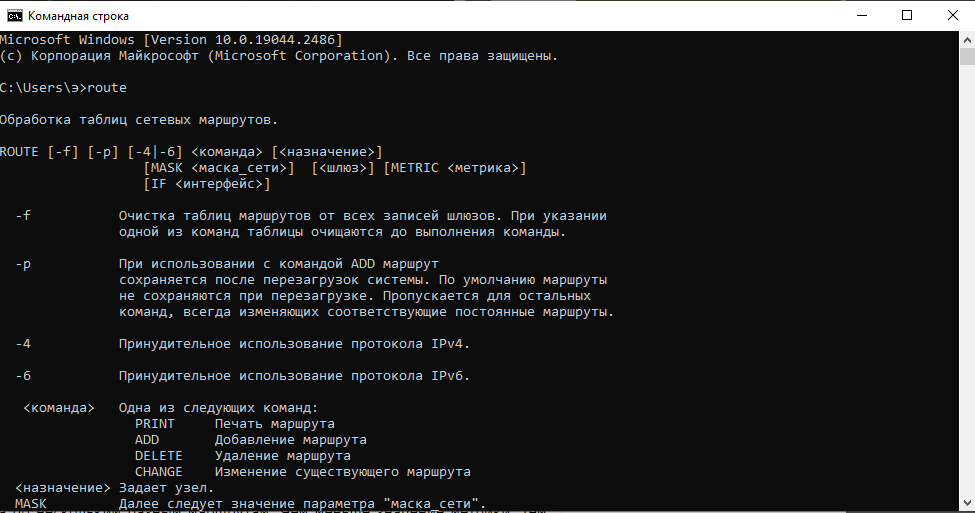 Командная строка
Microsoft Windows [Version 10.0.19044.2486]
(c) Корпорация Майкрософт (Microsoft Corporation). Все права защищены.
C:\Users\э>route
Обработка таблиц сетевых маршрутов.
ROUTE [-f] [-p] [-4|-6] <команда> [<назначение>]
[MASK <маска_сети>]  [<шлюз>] [METRIC <метрика>]
[IF <интерфейс>]
-f Очистка таблиц маршрутов от всех записей шлюзов. При указании
одной из команд таблицы очищаются до выполнения команды.
-p При использовании с командой ADD маршрут
сохраняется после перезагрузок системы. По умолчанию маршруты
не сохраняются при перезагрузке. Пропускается для остальных
команд, всегда изменяющих соответствующие постоянные маршруты.
-4 Принудительное использование протокола IPv4.
-6 Принудительное использование протокола IPv6.
<команда> Одна из следующих команд:
PRINT Печать маршрута
ADD Добавление маршрута
DELETE Удаление маршрута
CHANGE Изменение существующего маршрута
<назначение> Задает узел.
MASK Далее следует значение параметра "маска_сети".